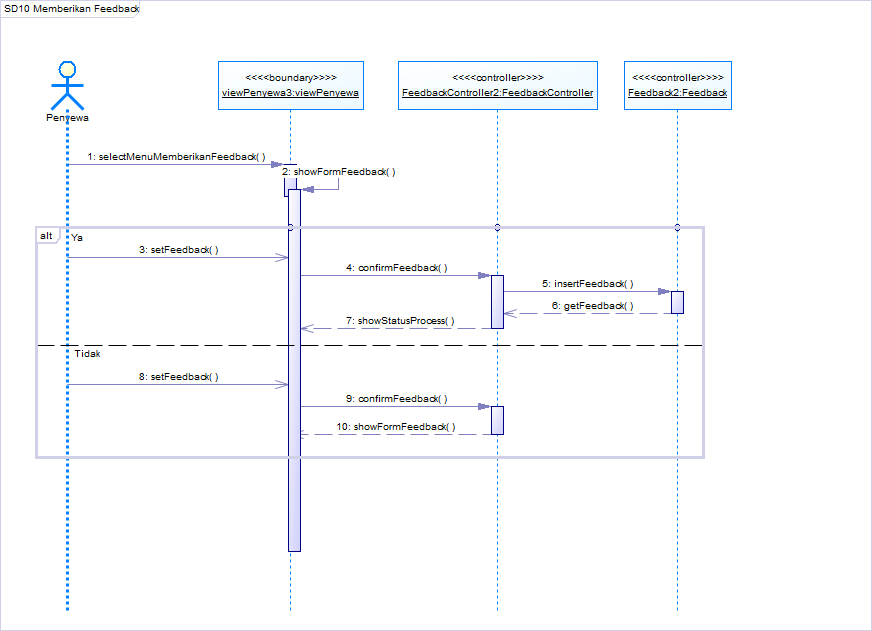 SD10 Memberikan Feedback
Penyewa
<<<<boundary>>>>
viewPenyewa3:viewPenyewa
<<<<controller>>>>
FeedbackController2:FeedbackController
<<<<controller>>>>
Feedback2:Feedback
1: selectMenuMemberikanFeedback( )
2: showFormFeedback( )
alt
Ya
3: setFeedback( )
4: confirmFeedback( )
5: insertFeedback( )
6: getFeedback( )
7: showStatusProcess( )
Tidak
8: setFeedback( )
9: confirmFeedback( )
10: showFormFeedback( )